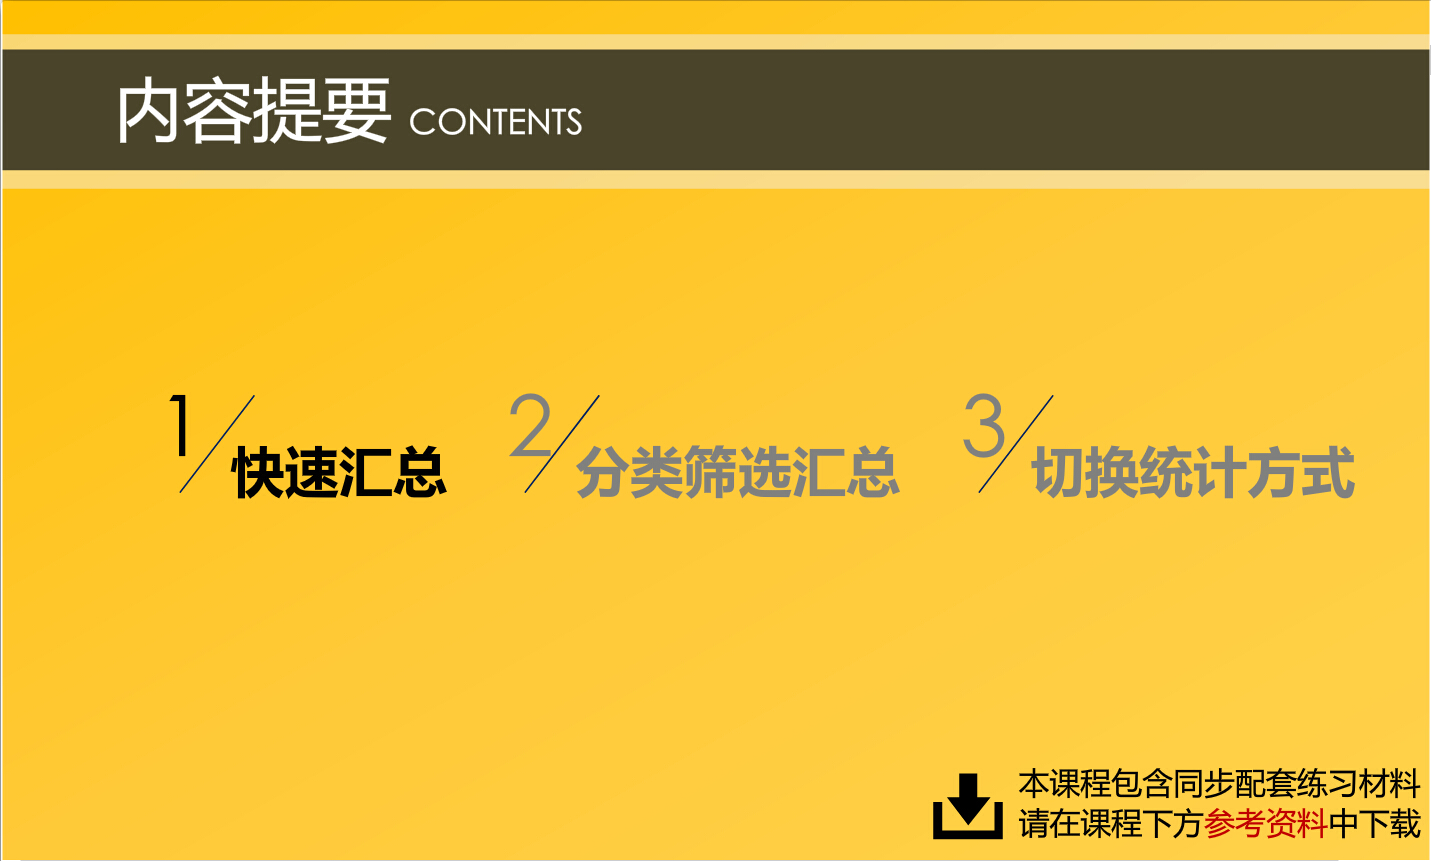 内容提要 CONTENTS
1 快速汇总 2 分类筛选汇总 3 切换统计方式
本课程包含同步配套练习材料
请在课程下方参考资料中下载